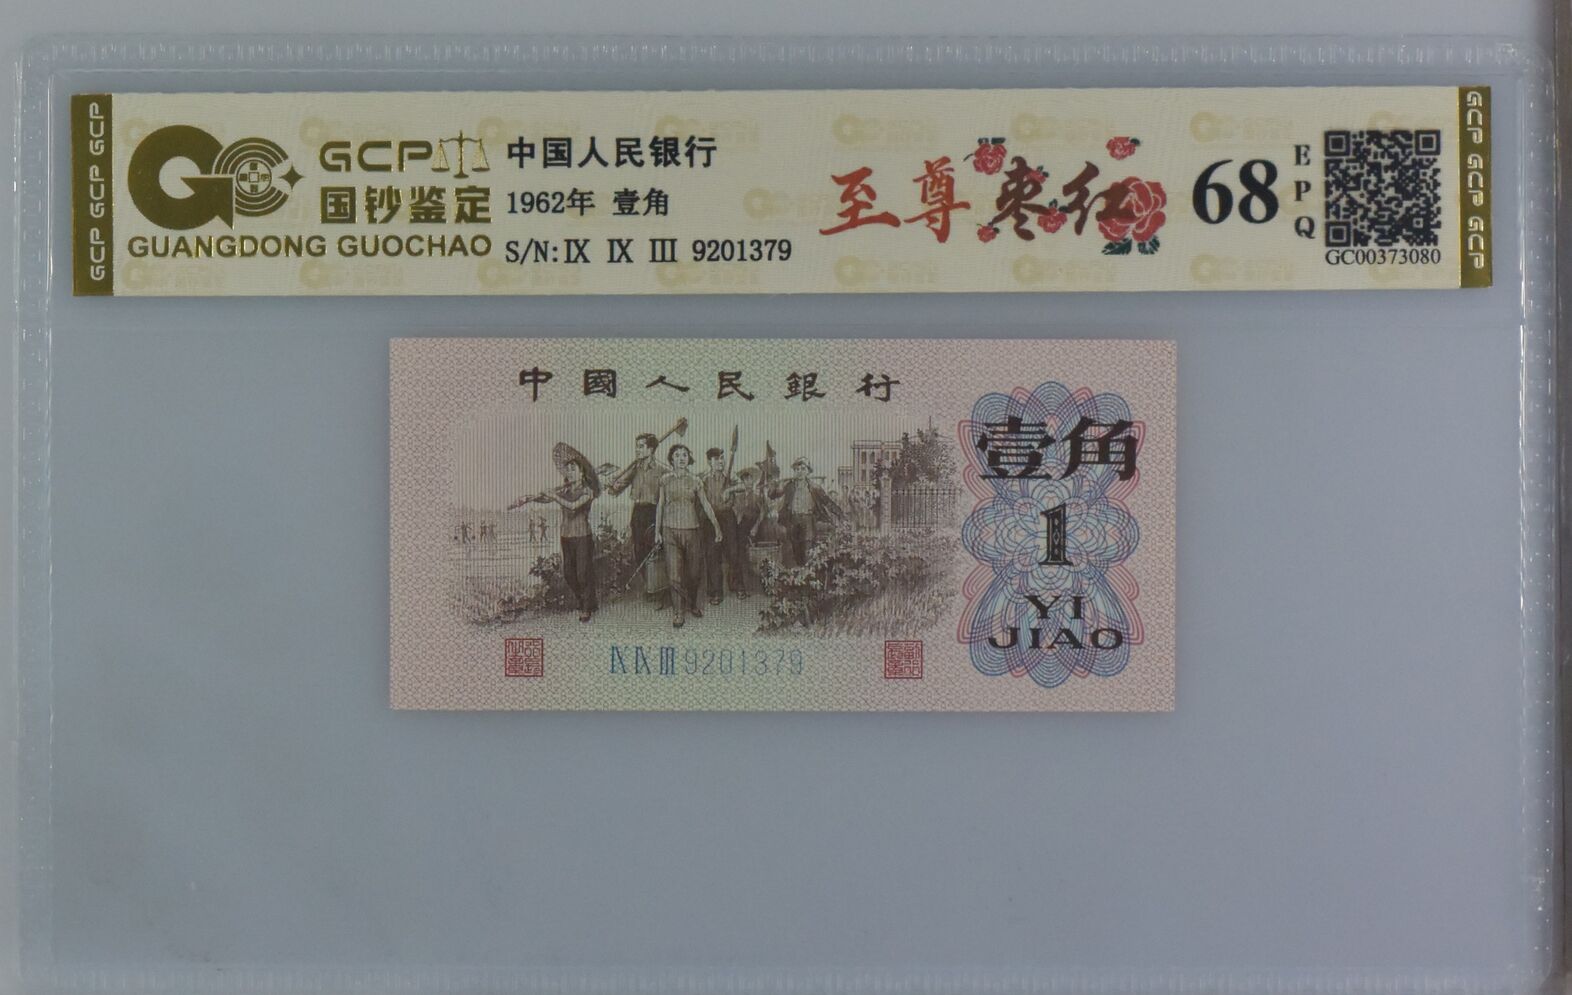 GCP GCP GCP
GCP
国钞鉴定
GUANGDONG GUOCHAO
中国人民银行
1962年 壹角
S/N:IX IX III 9201379
至尊枣红
68
EPQ
GC00373080
GCP GCP GCP
中國人民銀行
壹角
1
YI
JIAO
IX IX III 9201379